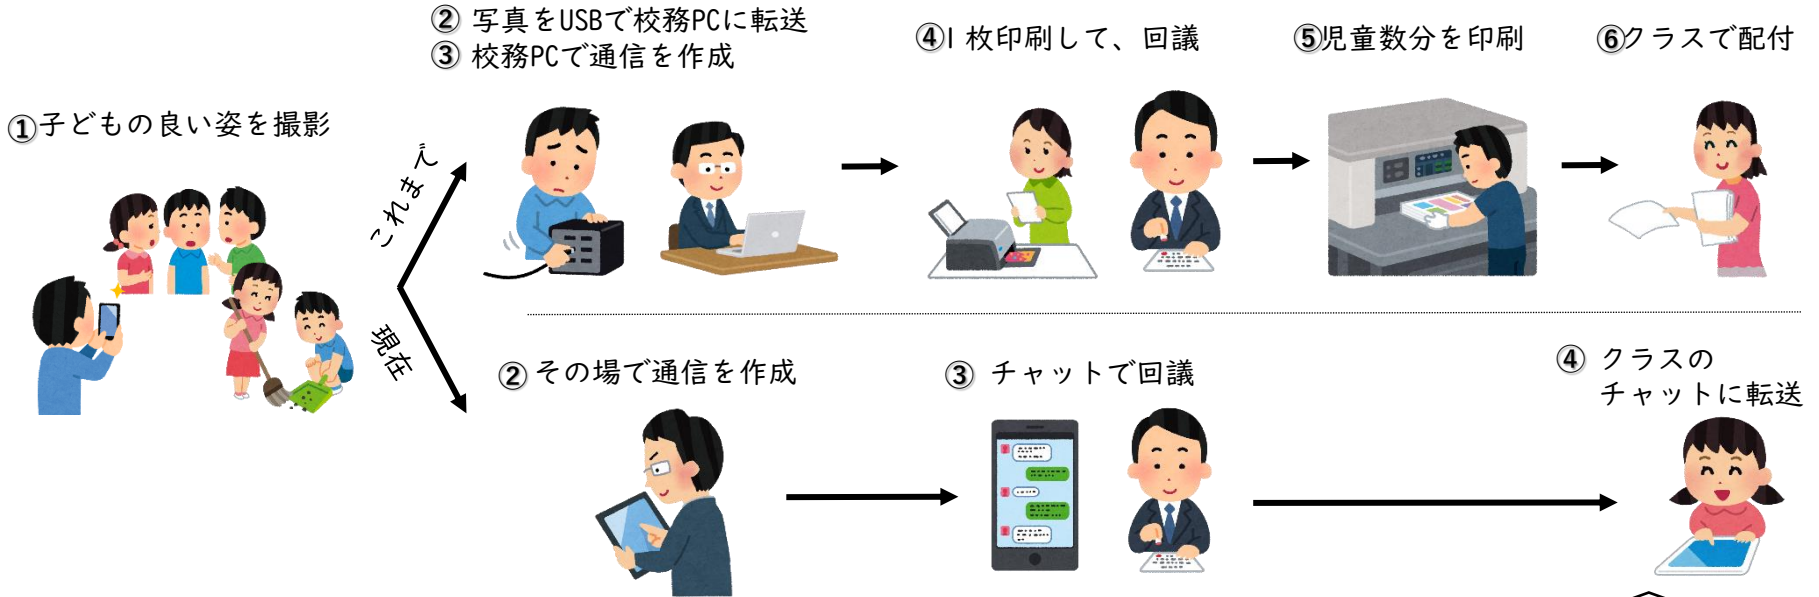 ①子どもの良い姿を撮影
これまで
② 写真をUSBで校務PCに転送
③ 校務PCで通信を作成
④1枚印刷して、回議
⑤児童数分を印刷
⑥クラスで配付
現在
② その場で通信を作成
③ チャットで回議
④ クラスの
チャットに転送